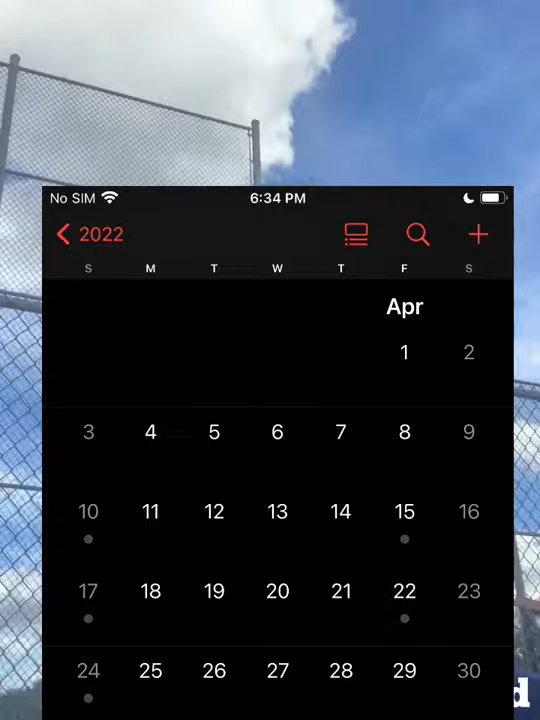 No SIM 6:34 PM
2022
S M T W T F S
Apr
1 2
3 4 5 6 7 8 9
10 11 12 13 14 15 16
17 18 19 20 21 22 23
24 25 26 27 28 29 30
d